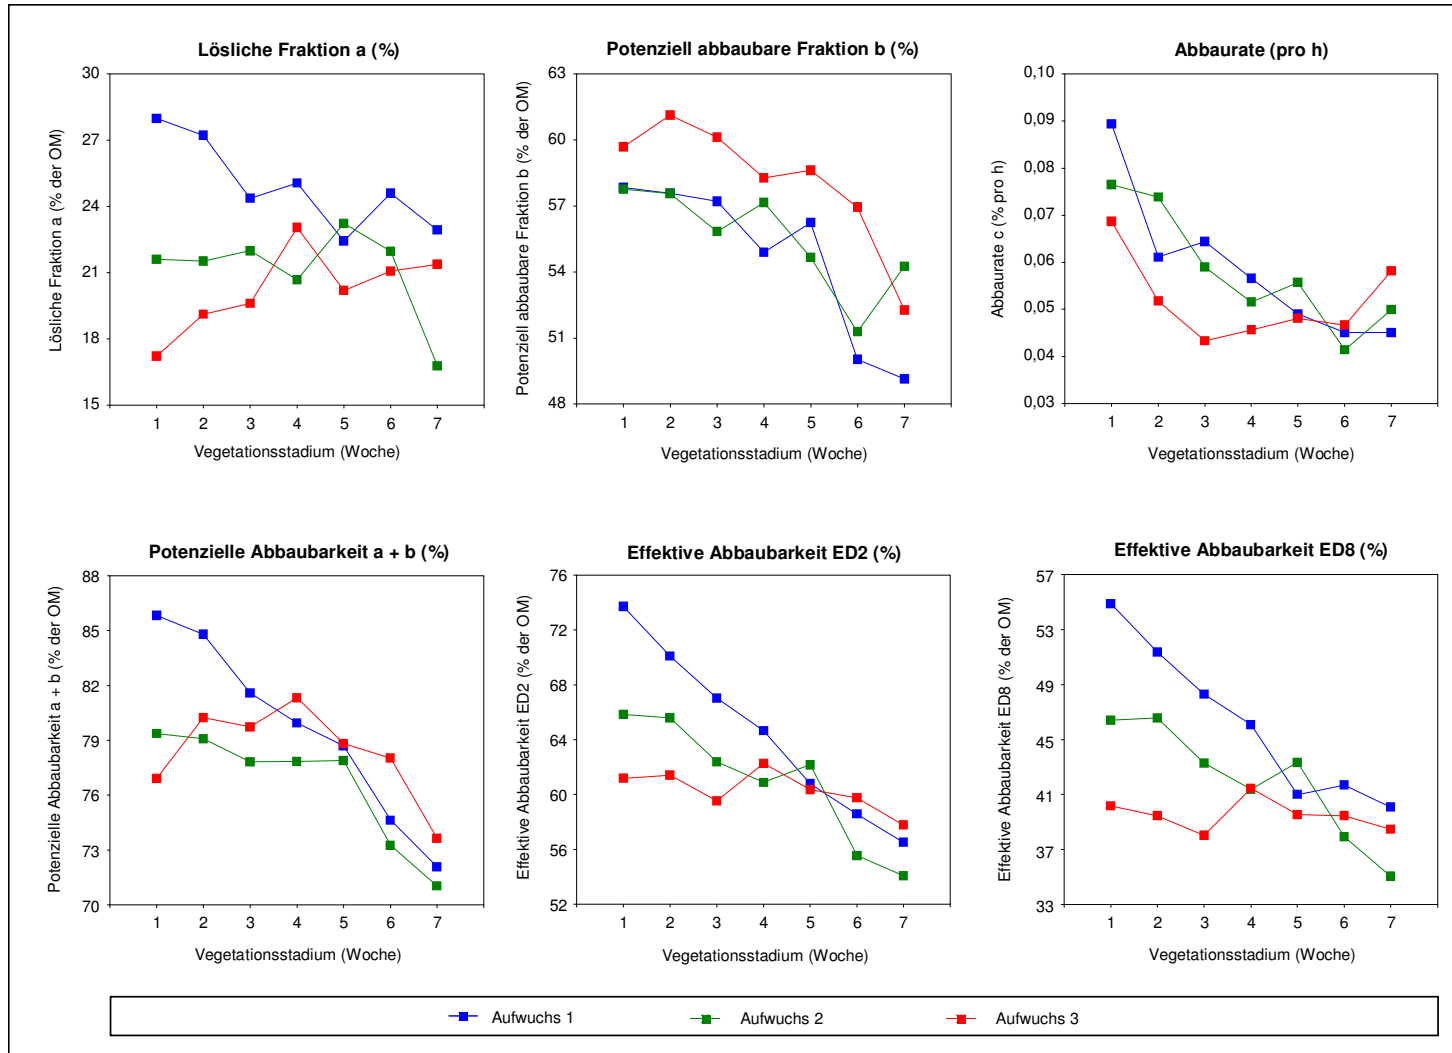 Lösliche Fraktion a (%)
Lösliche Fraktion a (% der OM)
30
27
24
21
18
15
1 2 3 4 5 6 7
Vegetationsstadium (Woche)
Potenziell abbaubare Fraktion b (%)
Potenziell abbaubare Fraktion b (% der OM)
63
60
57
54
51
48
1 2 3 4 5 6 7
Vegetationsstadium (Woche)
Abbaurate (pro h)
Abbaurate c (% pro h)
0,10
0,09
0,08
0,07
0,06
0,05
0,04
0,03
1 2 3 4 5 6 7
Vegetationsstadium (Woche)
Potenzielle Abbaubarkeit a + b (%)
Potenzielle Abbaubarkeit a + b (% der OM)
88
85
82
79
76
73
70
1 2 3 4 5 6 7
Vegetationsstadium (Woche)
Effektive Abbaubarkeit ED2 (%)
Effektive Abbaubarkeit ED2 (% der OM)
76
72
68
64
60
56
52
1 2 3 4 5 6 7
Vegetationsstadium (Woche)
Effektive Abbaubarkeit ED8 (%)
Effektive Abbaubarkeit ED8 (% der OM)
57
53
49
45
41
37
33
1 2 3 4 5 6 7
Vegetationsstadium (Woche)
Aufwuchs 1 Aufwuchs 2 Aufwuchs 3